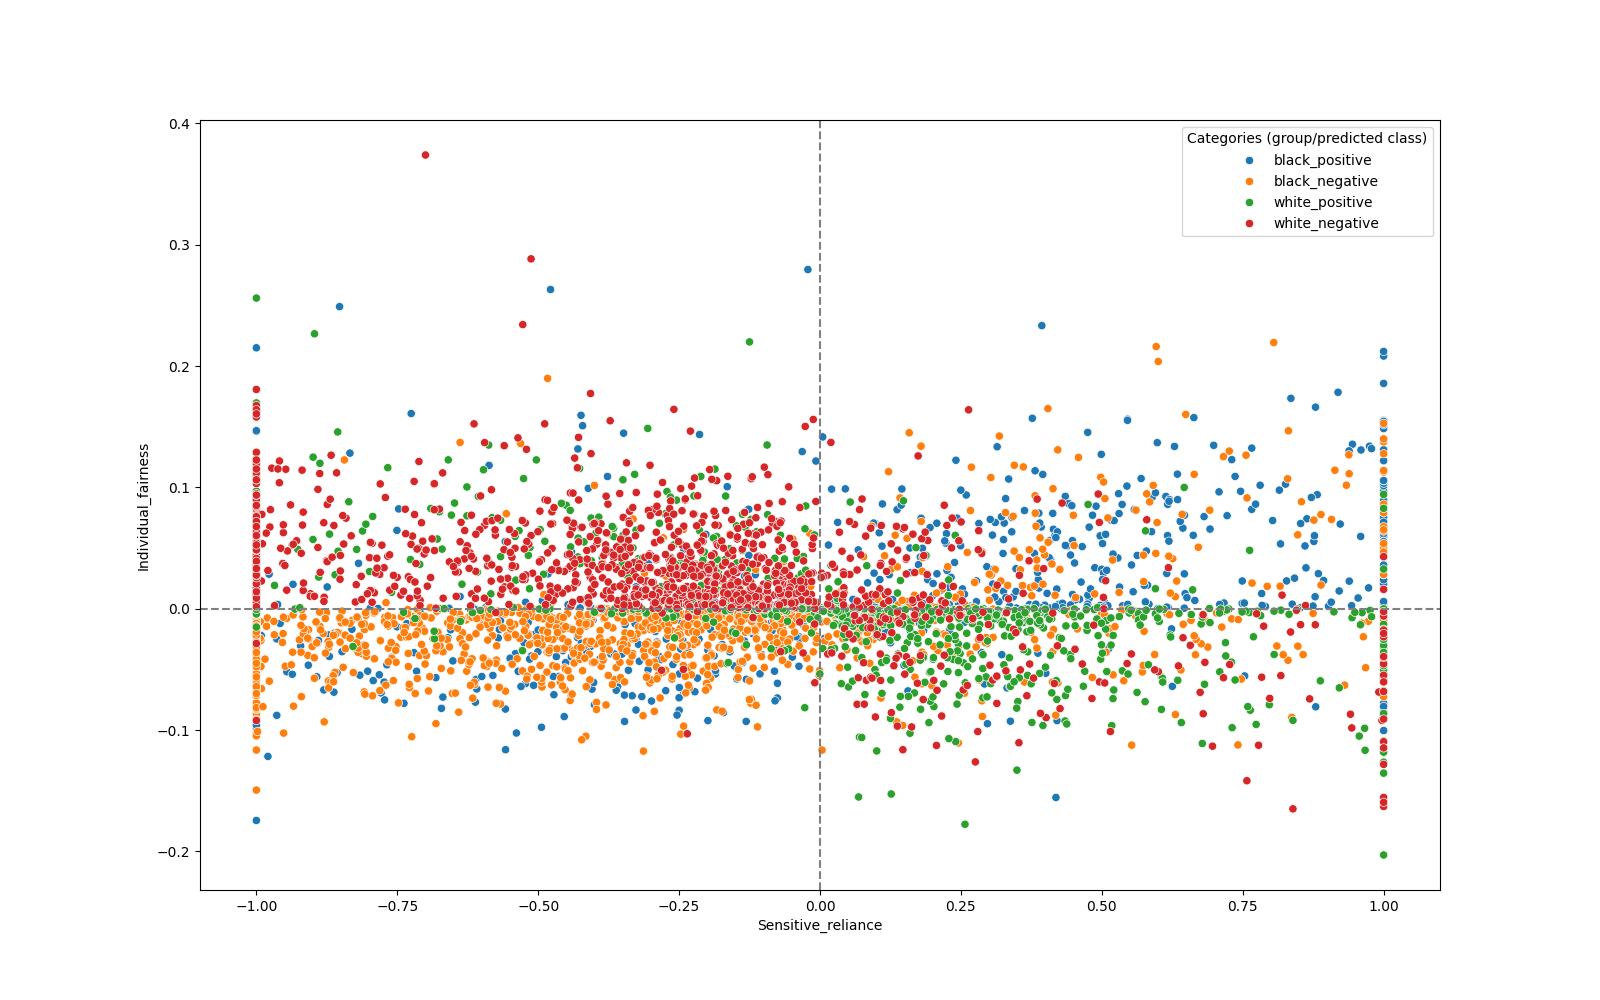 Categories (group/predicted class)
black_positive
black_negative
white_positive
white_negative
0.4
0.3
0.2
0.1
0.0
−0.1
−0.2
Individual_fairness
−1.00
−0.75
−0.50
−0.25
0.00
0.25
0.50
0.75
1.00
Sensitive_reliance